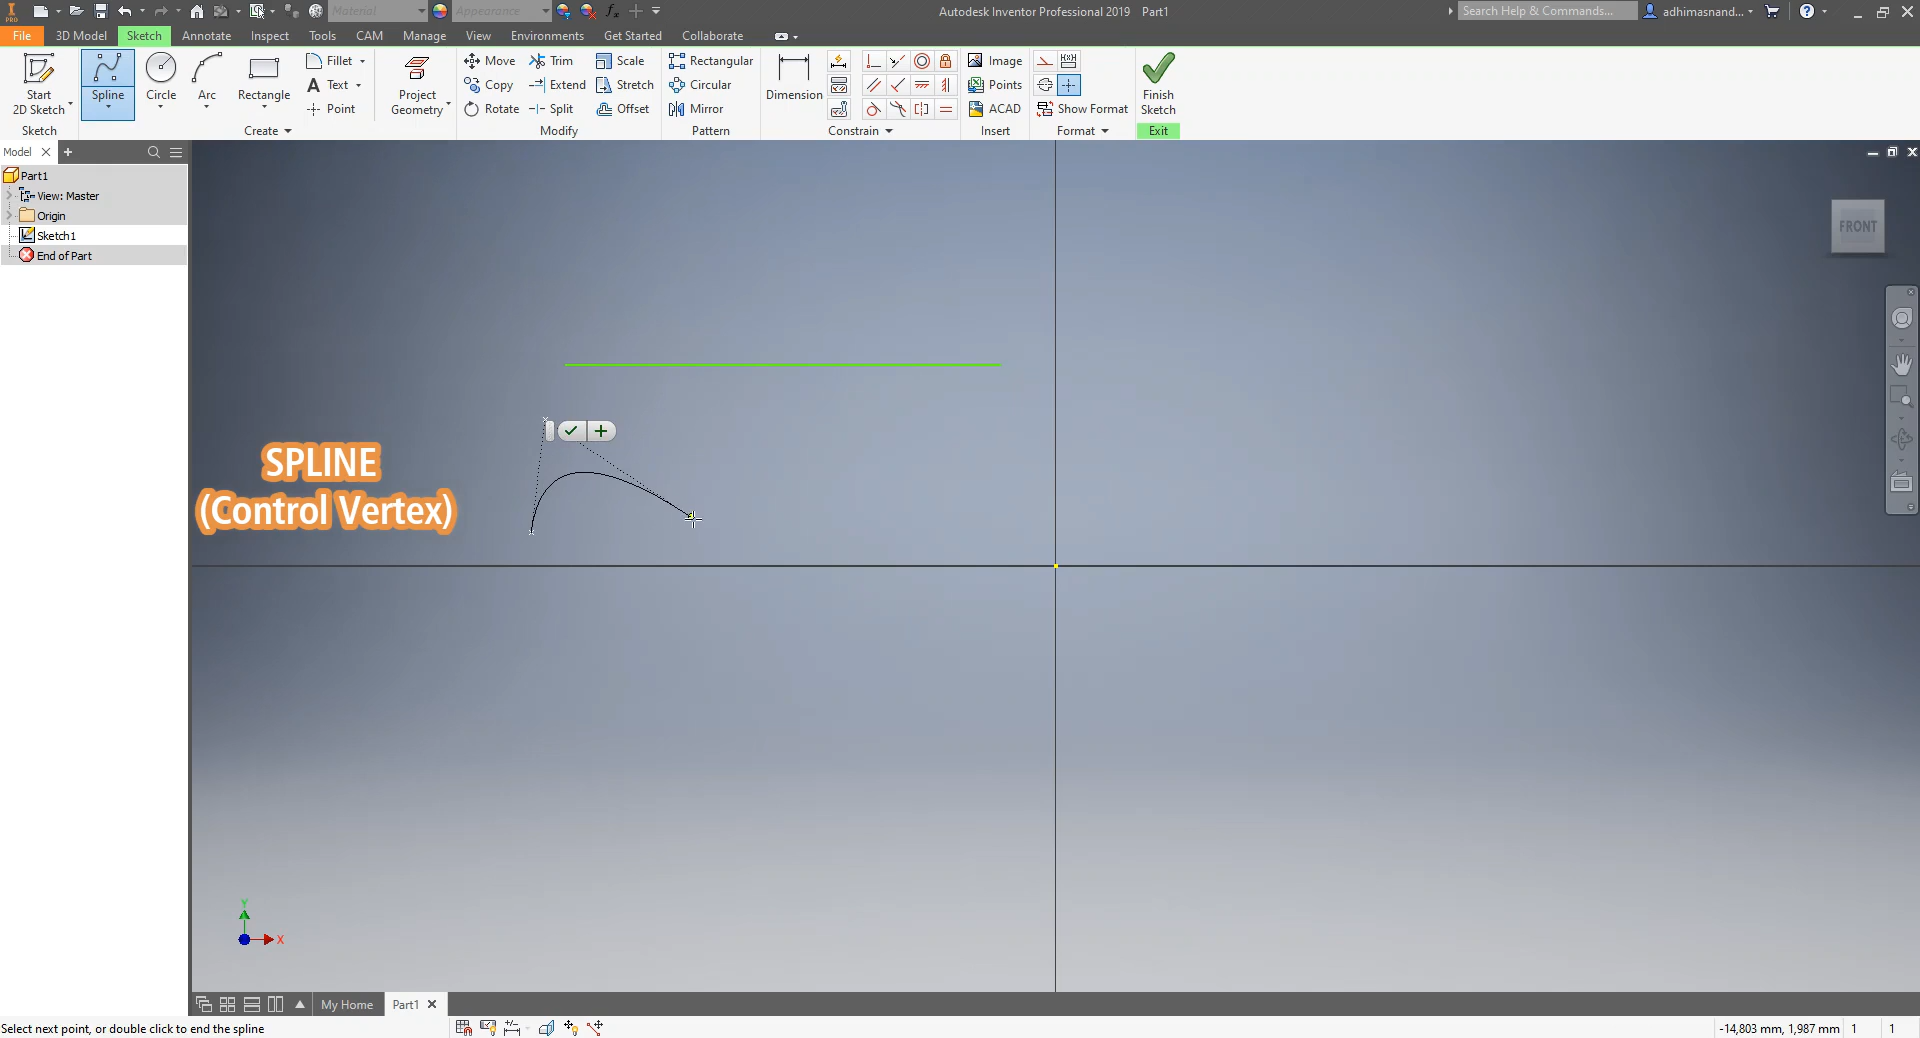 PRO
Material
Appearance
fx
Autodesk Inventor Professional 2019 Part1
Search Help & Commands...
adhimasnand...
File
3D Model
Sketch
Annotate
Inspect
Tools
CAM
Manage
View
Environments
Get Started
Collaborate
Start
2D Sketch
Sketch
Spline
Circle
Arc
Rectangle
Fillet
Text
Point
Create
Project
Geometry
Move
Copy
Rotate
Trim
Extend
Split
Scale
Stretch
Offset
Modify
Rectangular
Circular
Mirror
Pattern
Dimension
Constrain
Image
Points
ACAD
Insert
Show Format
Format
Finish
Sketch
Exit
Model
Part1
View: Master
Origin
Sketch1
End of Part
FRONT
SPLINE
(Control Vertex)
Y
X
My Home
Part1
Select next point, or double click to end the spline
-14,803 mm, 1,987 mm 1 1